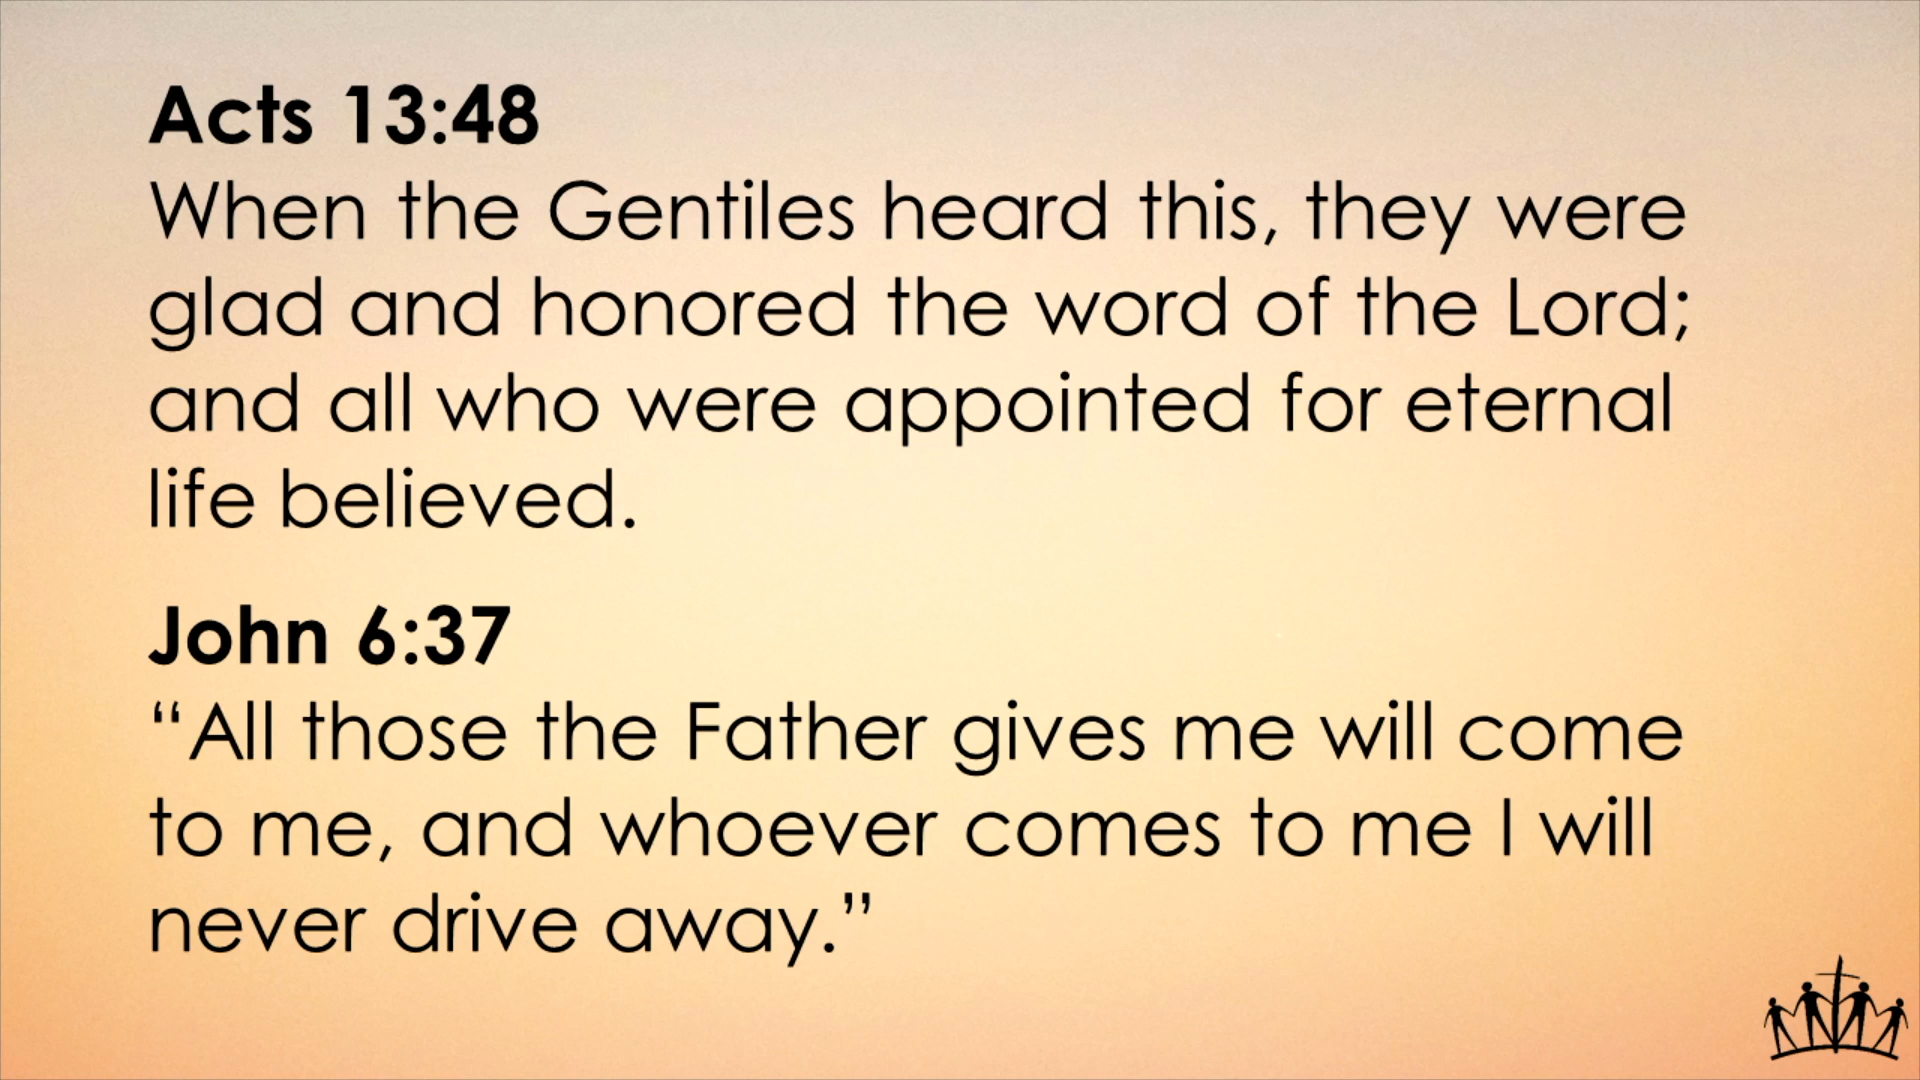 Acts 13:48
When the Gentiles heard this, they were
glad and honored the word of the Lord;
and all who were appointed for eternal
life believed.
John 6:37
“All those the Father gives me will come
to me, and whoever comes to me I will
never drive away.”